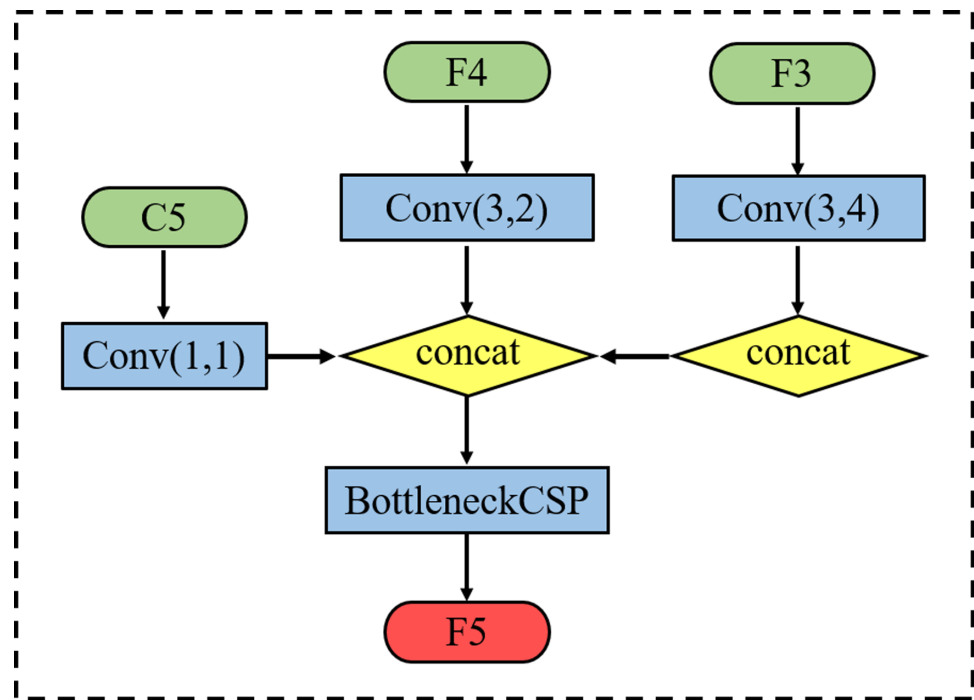 F4
F3
Conv(3,2)
Conv(3,4)
C5
Conv(1,1)
concat
concat
BottleneckCSP
F5